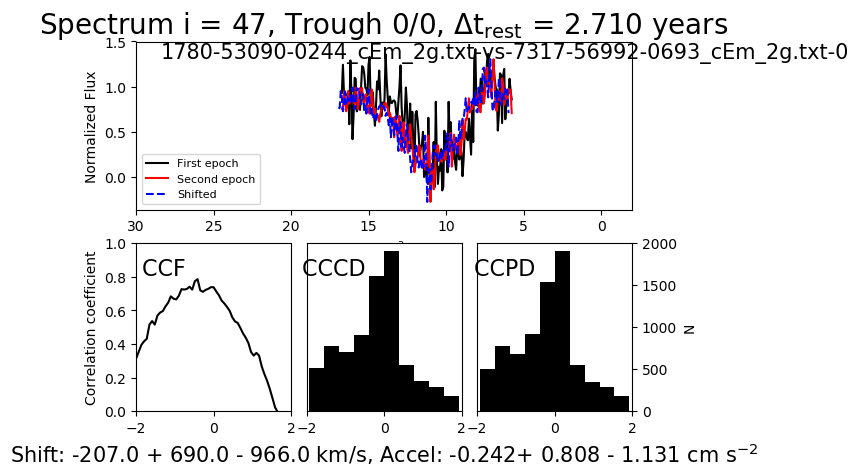 Spectrum i = 47, Trough 0/0, Δt_rest = 2.710 years
1780-53090-0244_cEm_2g.txt-vs-7317-56992-0693_cEm_2g.txt-0
1.5
1.0
0.5
0.0
Normalized Flux
First epoch
Second epoch
Shifted
30 25 20 15 10 5 0
1.0
0.8
0.6
0.4
0.2
0.0
Correlation coefficient
CCF
CCCD
CCPD
2000
1500
1000
500
0
N
−2 0 2
0 2
0 2
Shift: -207.0 + 690.0 - 966.0 km/s, Accel: -0.242+ 0.808 - 1.131 cm s⁻²